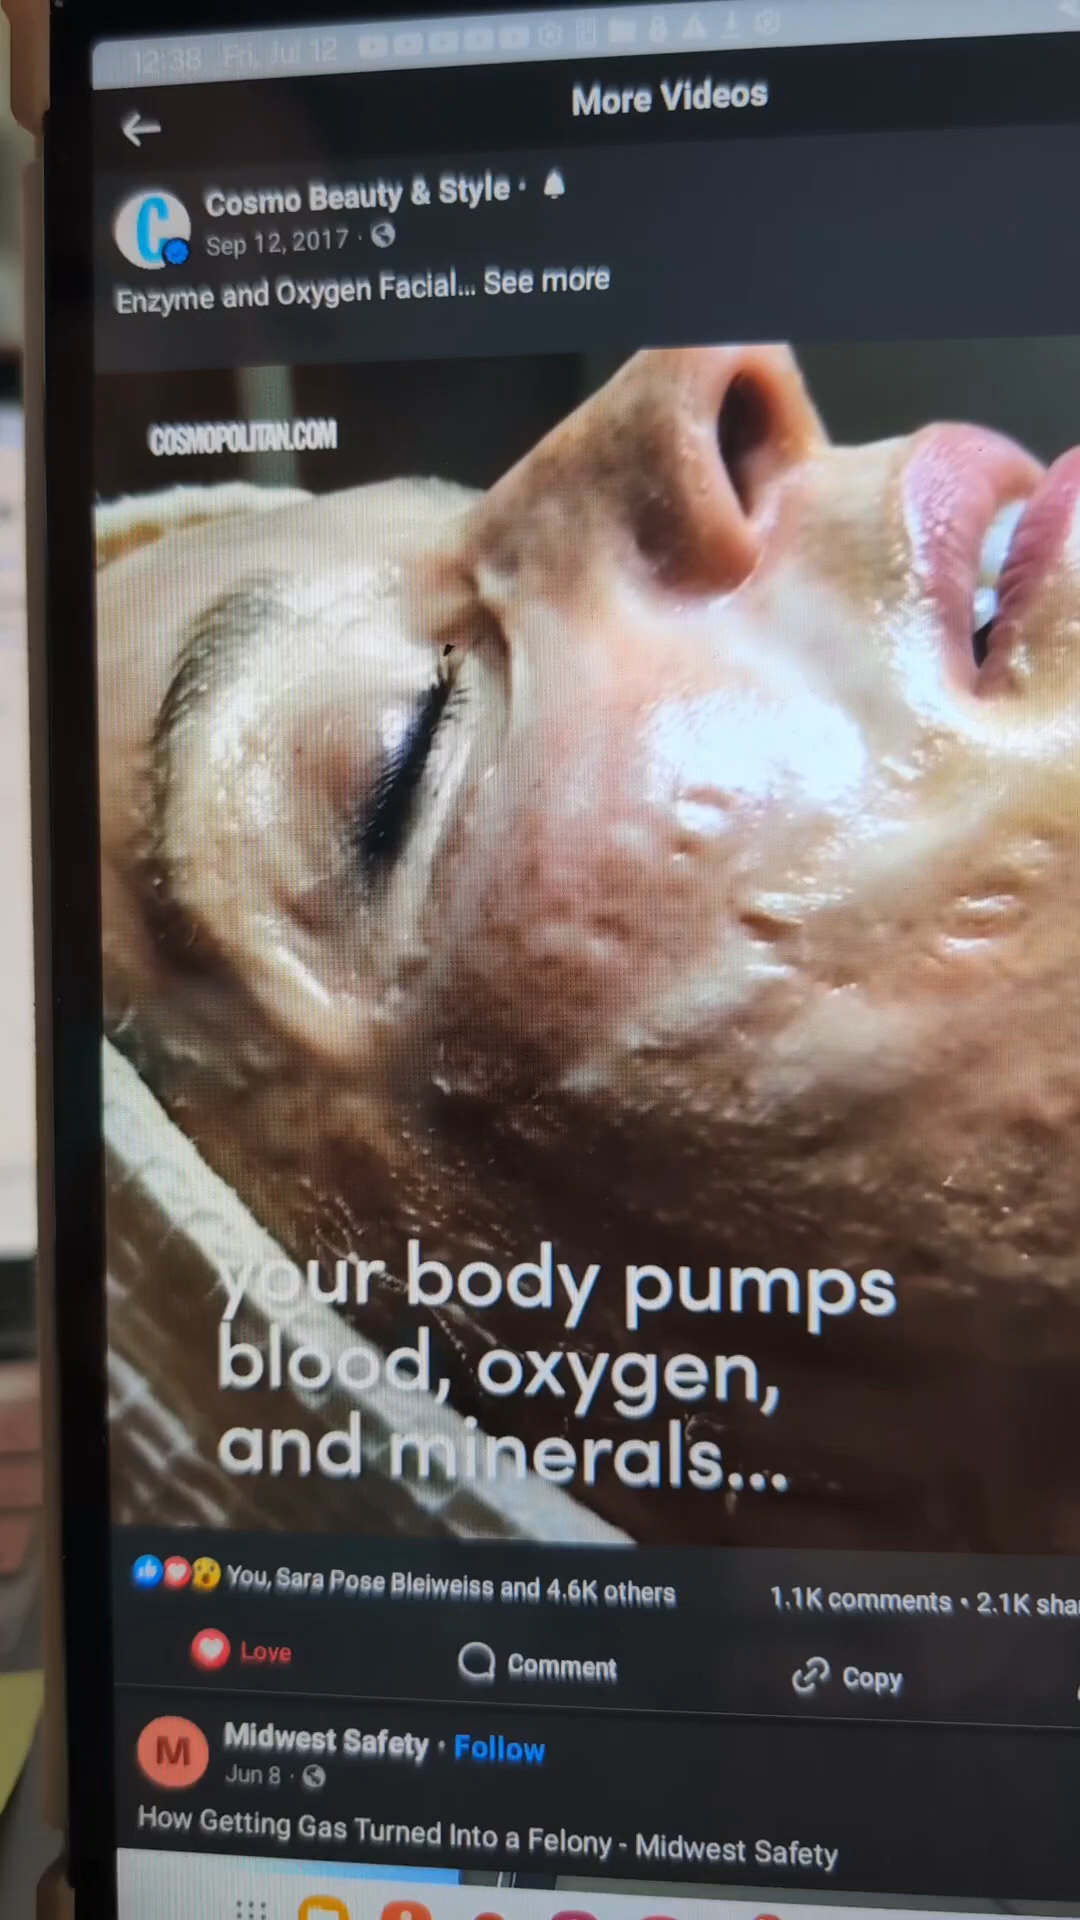 12:38 Fri, Jul 12
More Videos
Cosmo Beauty & Style ·
Sep 12, 2017 ·
Enzyme and Oxygen Facial... See more
COSMOPOLITAN.COM
your body pumps
blood, oxygen,
and minerals...
You, Sara Pose Bleiweiss and 4.6K others 1.1K comments • 2.1K sha
Love Comment Copy
M
Midwest Safety · Follow
Jun 8 ·
How Getting Gas Turned Into a Felony - Midwest Safety